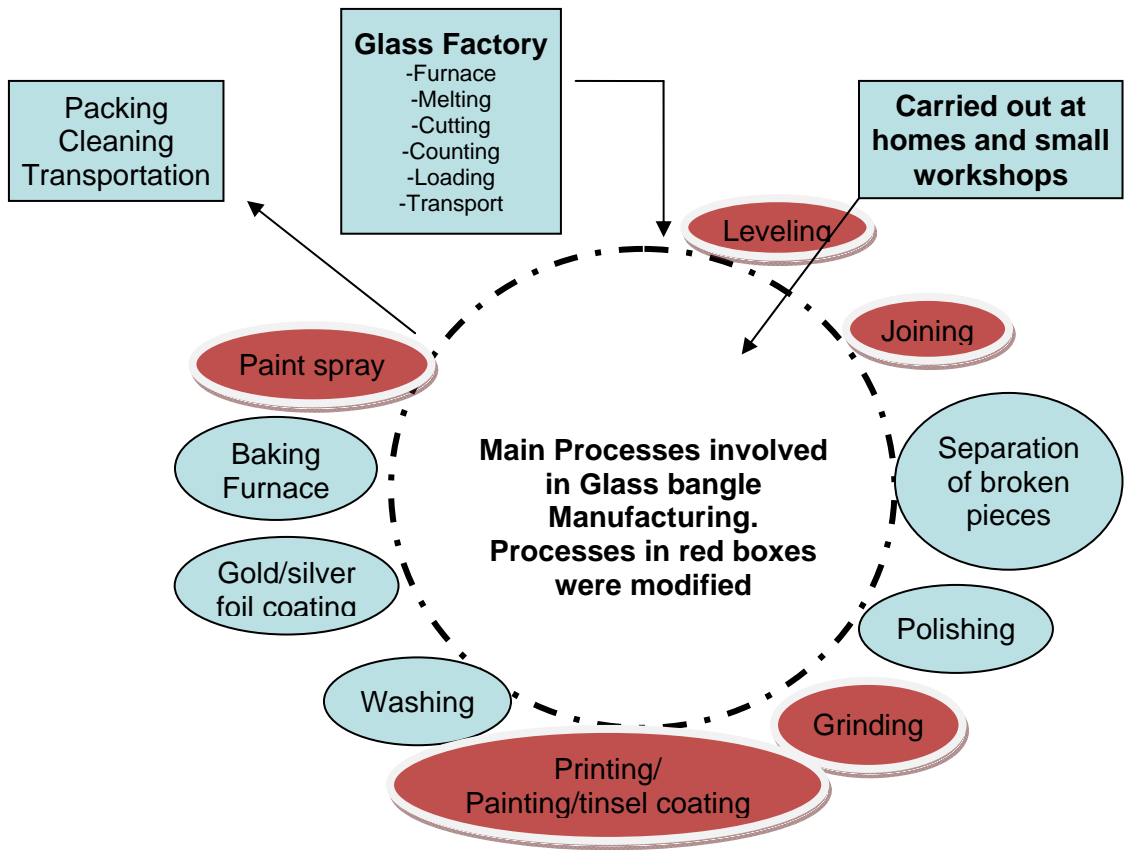 Glass Factory
-Furnace
-Melting
-Cutting
-Counting
-Loading
-Transport
Packing
Cleaning
Transportation
Carried out at
homes and small
workshops
Leveling
Joining
Separation
of broken
pieces
Polishing
Grinding
Printing/
Painting/tinsel coating
Washing
Gold/silver
foil coating
Baking
Furnace
Paint spray
Main Processes involved
in Glass bangle
Manufacturing.
Processes in red boxes
were modified